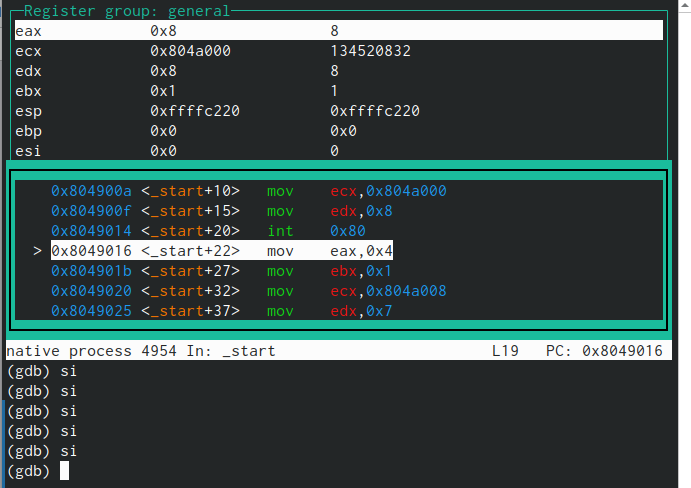 Register group: general
eax 0x8 8
ecx 0x804a000 134520832
edx 0x8 8
ebx 0x1 1
esp 0xffffc220 0xffffc220
ebp 0x0 0x0
esi 0x0 0
0x804900a <_start+10> mov ecx,0x804a000
0x804900f <_start+15> mov edx,0x8
0x8049014 <_start+20> int 0x80
> 0x8049016 <_start+22> mov eax,0x4
0x804901b <_start+27> mov ebx,0x1
0x8049020 <_start+32> mov ecx,0x804a008
0x8049025 <_start+37> mov edx,0x7
native process 4954 In: _start L19 PC: 0x8049016
(gdb) si
(gdb) si
(gdb) si
(gdb) si
(gdb) si
(gdb)